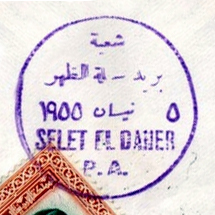 شعبة
بريد سيلة الظهر
٥ نيسان ١٩٥٥
SELET EL DAHER
P.A.